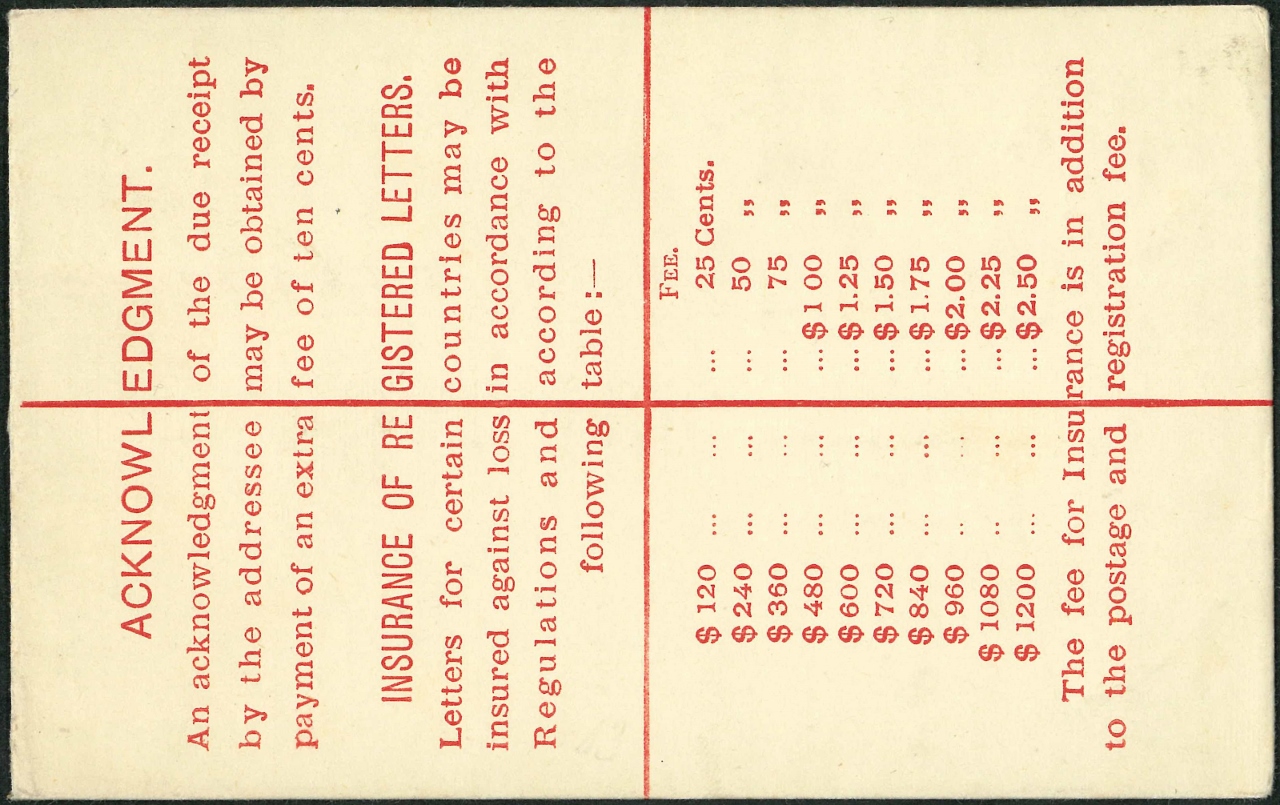 ACKNOWLEDGMENT.
An acknowledgment of the due receipt
by the addressee may be obtained by
payment of an extra fee of ten cents.
INSURANCE OF REGISTERED LETTERS.
Letters for certain countries may be
insured against loss in accordance with
Regulations and according to the
following table:—
FEE.
$ 120 ... ... ... 25 Cents.
$ 240 ... ... ... 50 „
$ 360 ... ... ... 75 „
$ 480 ... ... ... $ 1 00 „
$ 600 ... ... ... $ 1.25 „
$ 720 ... ... ... $ 1.50 „
$ 840 ... ... ... $ 1.75 „
$ 960 .. ... ... $2.00 „
$ 1080 .. ... ... $ 2.25 „
$ 1200 ... ... ... $ 2.50 „
The fee for Insurance is in addition
to the postage and registration fee.